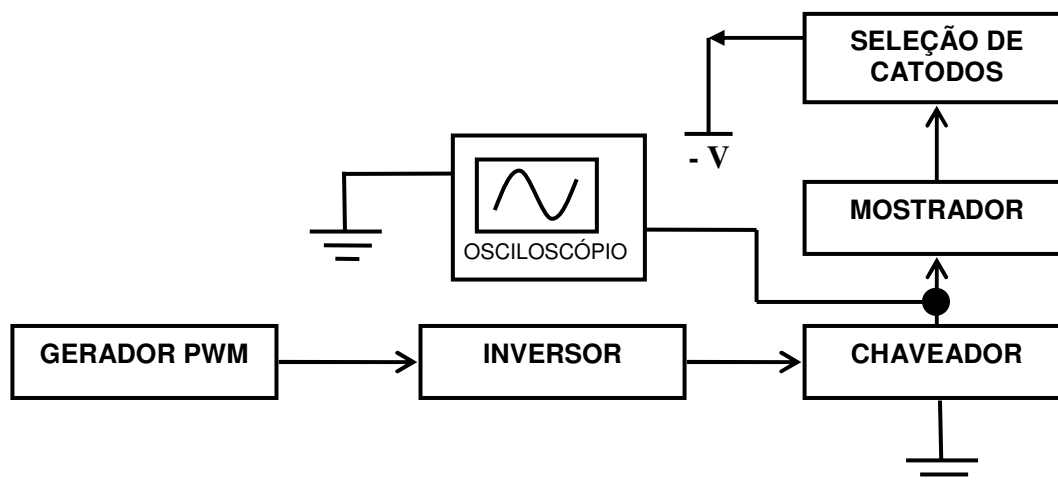 SELEÇÃO DE
CATODOS
- V
MOSTRADOR
OSCILOSCÓPIO
GERADOR PWM
INVERSOR
CHAVEADOR